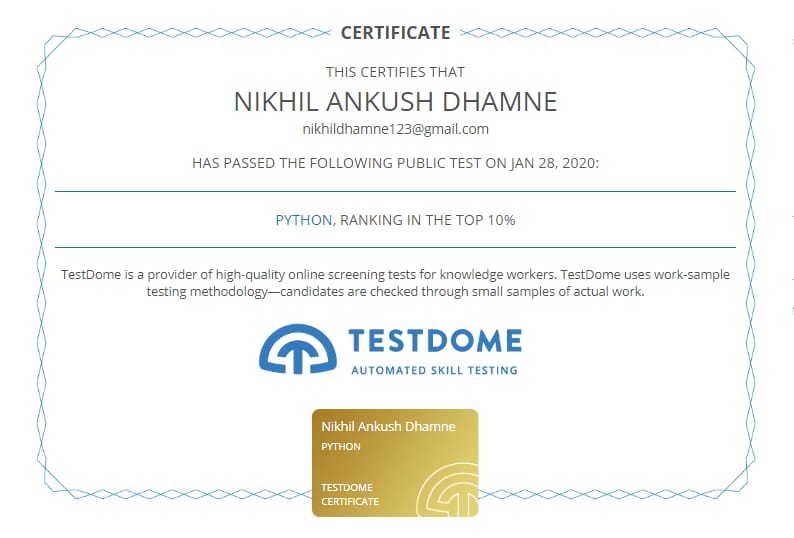 CERTIFICATE
THIS CERTIFIES THAT
NIKHIL ANKUSH DHAMNE
nikhildhamne123@gmail.com
HAS PASSED THE FOLLOWING PUBLIC TEST ON JAN 28, 2020:
PYTHON, RANKING IN THE TOP 10%
TestDome is a provider of high-quality online screening tests for knowledge workers. TestDome uses work-sample
testing methodology—candidates are checked through small samples of actual work.
TESTDOME
AUTOMATED SKILL TESTING
Nikhil Ankush Dhamne
PYTHON
TESTDOME
CERTIFICATE